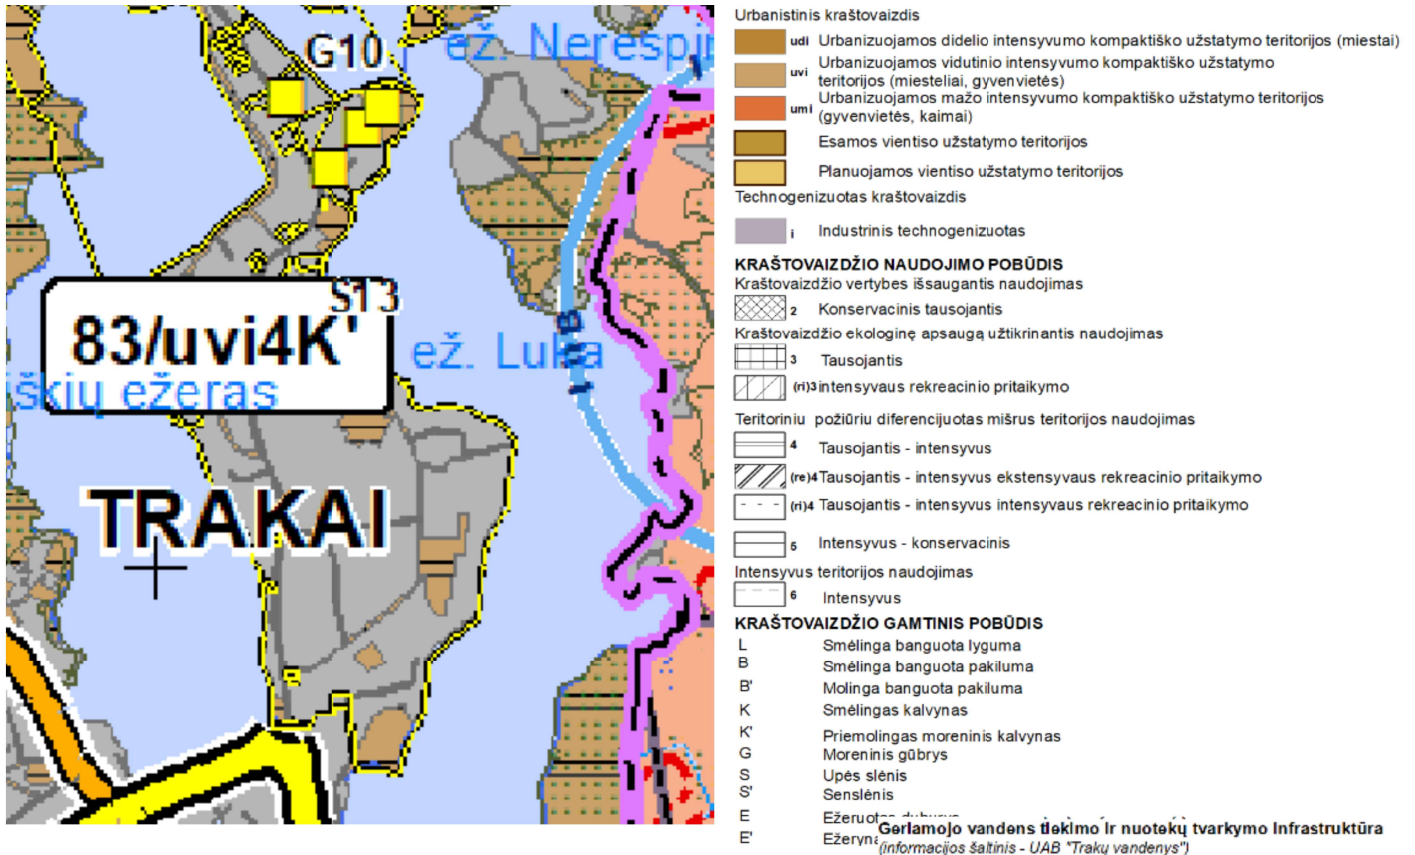 G10
ež. Nerespin
S13
83/uvi4K'
ež. Luka
iškių ežeras
TRAKAI
Urbanistinis kraštovaizdis
udi Urbanizuojamos didelio intensyvumo kompaktiško užstatymo teritorijos (miestai)
uvi Urbanizuojamos vidutinio intensyvumo kompaktiško užstatymo
teritorijos (miesteliai, gyvenvietės)
umi Urbanizuojamos mažo intensyvumo kompaktiško užstatymo teritorijos
(gyvenvietės, kaimai)
Esamos vientiso užstatymo teritorijos
Planuojamos vientiso užstatymo teritorijos
Technogenizuotas kraštovaizdis
i Industrinis technogenizuotas
KRAŠTOVAIZDŽIO NAUDOJIMO POBŪDIS
Kraštovaizdžio vertybes išsaugantis naudojimas
2 Konservacinis tausojantis
Kraštovaizdžio ekologinę apsaugą užtikrinantis naudojimas
3 Tausojantis
(ri)3 intensyvaus rekreacinio pritaikymo
Teritoriniu požiūriu diferencijuotas mišrus teritorijos naudojimas
4 Tausojantis - intensyvus
(re)4 Tausojantis - intensyvus ekstensyvaus rekreacinio pritaikymo
(ri)4 Tausojantis - intensyvus intensyvaus rekreacinio pritaikymo
5 Intensyvus - konservacinis
Intensyvus teritorijos naudojimas
6 Intensyvus
KRAŠTOVAIZDŽIO GAMTINIS POBŪDIS
L Smėlinga banguota lyguma
B Smėlinga banguota pakiluma
B' Molinga banguota pakiluma
K Smėlingas kalvynas
K' Priemolingas moreninis kalvynas
G Moreninis gūbrys
S Upės slėnis
S' Senslėnis
E Ežeruotas
E' Ežeryna
Geriamojo vandens tiekimo ir nuotekų tvarkymo infrastruktūra
(informacijos šaltinis - UAB "Trakų vandenys")